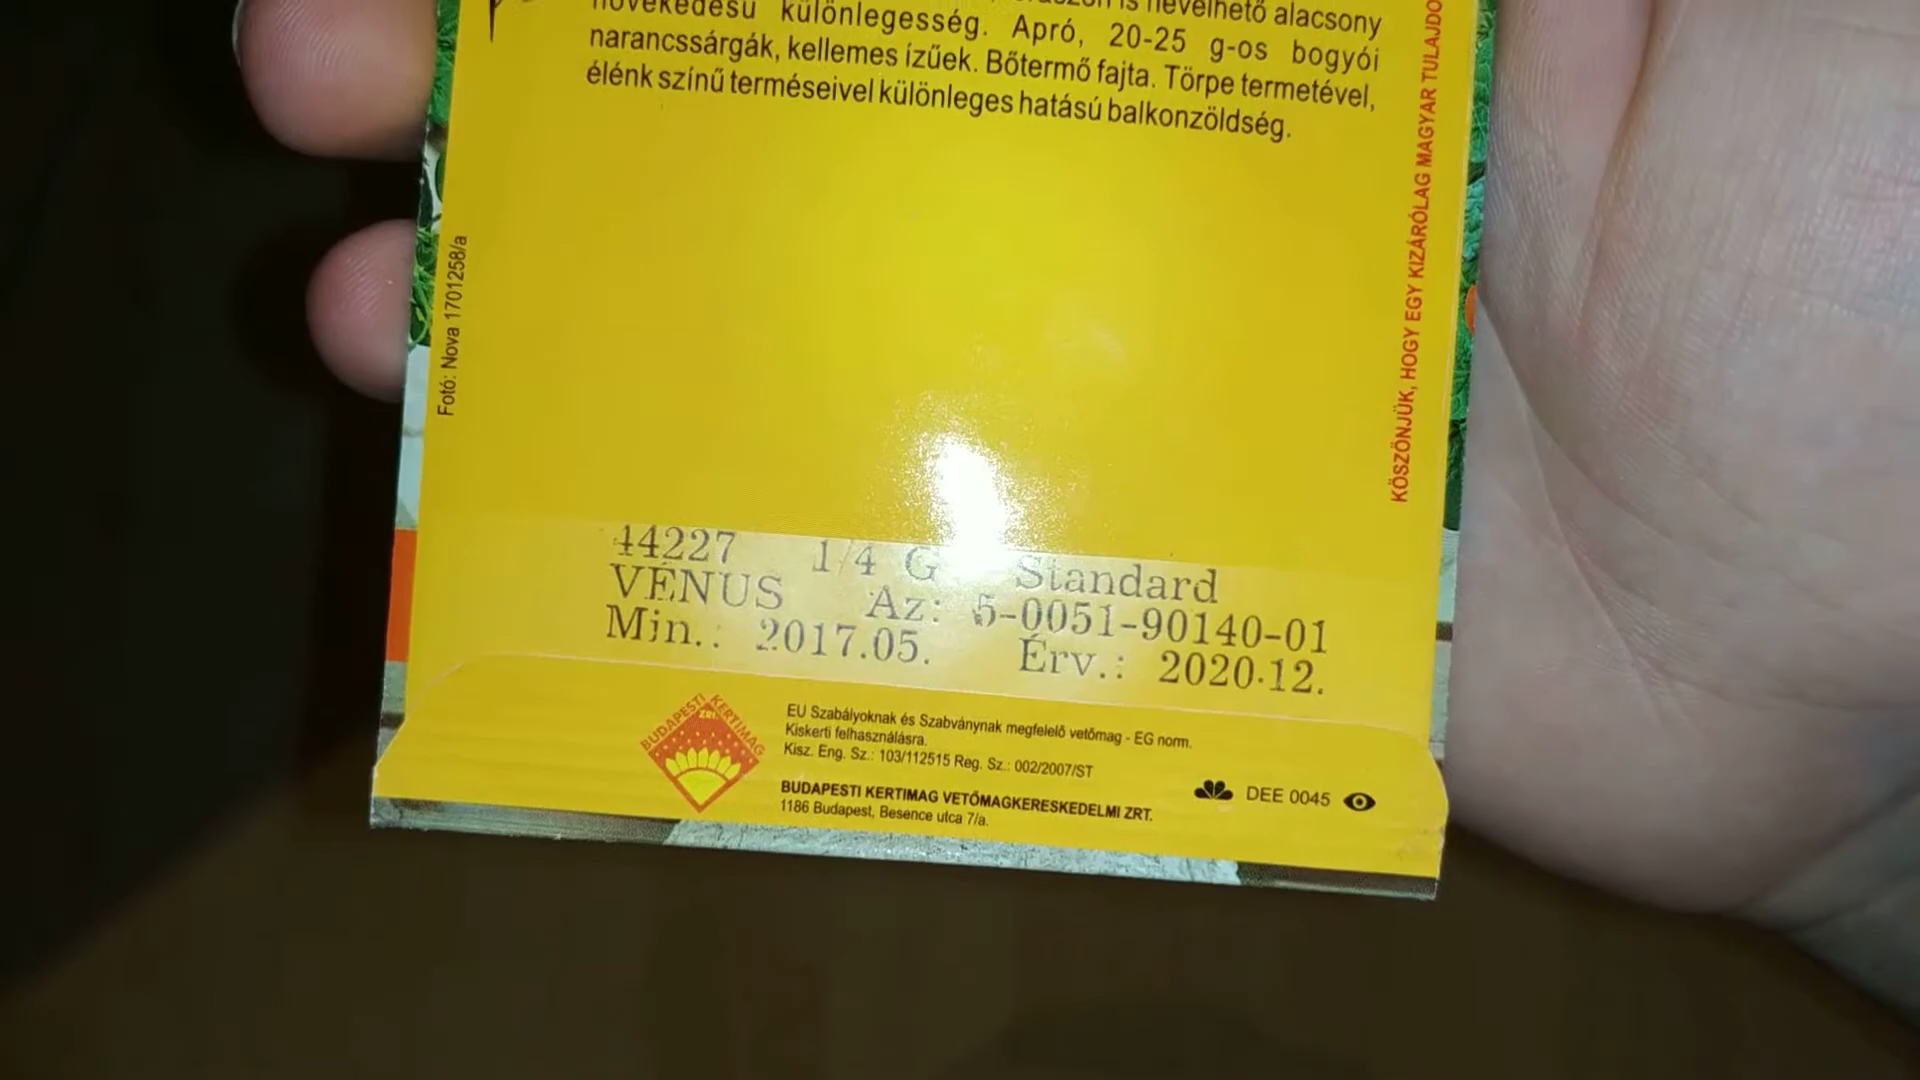 növekedésű különlegesség. Apró, 20-25 g-os bogyói
is nevelhető alacsony
narancssárgák, kellemes ízűek. Bőtermő fajta. Törpe termetével,
élénk színű terméseivel különleges hatású balkonzöldség.
Fotó: Nova 1701258/a
KÖSZÖNJÜK, HOGY EGY KIZÁRÓLAG MAGYAR
44227 1/4 G Standard
VÉNUS Az: 5-0051-90140-01
Min.: 2017.05. Érv.: 2020.12.
BUDAPESTI KERTIMAG
ZRt.
EU Szabályoknak és Szabványnak megfelelő vetőmag - EG norm.
Kiskerti felhasználásra.
Kisz. Eng. Sz.: 103/112515 Reg. Sz.: 002/2007/ST
BUDAPESTI KERTIMAG VETŐMAGKERESKEDELMI ZRT.
1186 Budapest, Besence utca 7/a.
DEE 0045